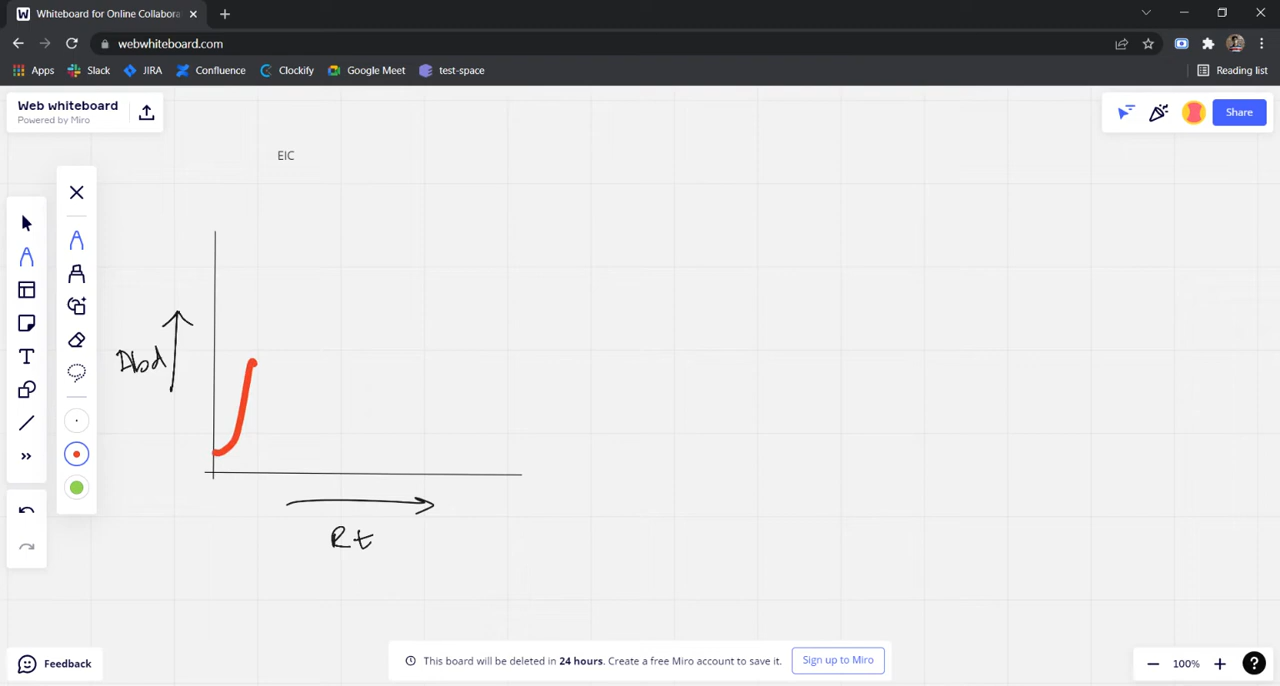 Whiteboard for Online Collabora
webwhiteboard.com
Apps Slack JIRA Confluence Clockify Google Meet test-space Reading list
Web whiteboard
Powered by Miro
Share
EIC
Rt
Feedback
This board will be deleted in 24 hours. Create a free Miro account to save it. Sign up to Miro
100%